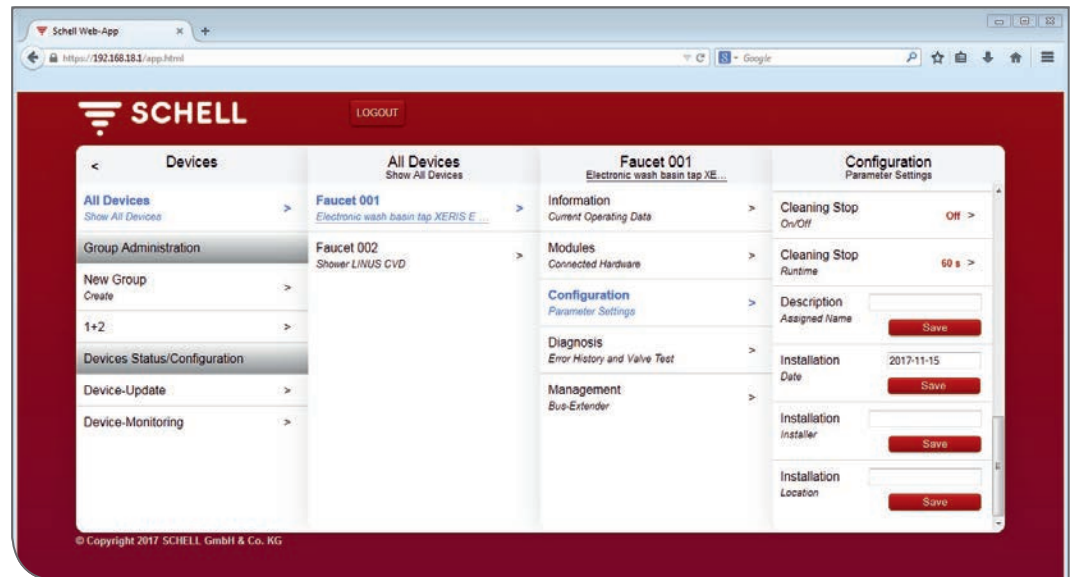 Schell Web-App
https://192.168.18.1/app.html
Google
SCHELL
LOGOUT
< Devices
All Devices >
Show All Devices
Group Administration
New Group >
Create
1+2 >
Devices Status/Configuration
Device-Update >
Device-Monitoring >
All Devices
Show All Devices
Faucet 001 >
Electronic wash basin tap XERIS E ...
Faucet 002 >
Shower LINUS CVD
Faucet 001
Electronic wash basin tap XE...
Information >
Current Operating Data
Modules >
Connected Hardware
Configuration >
Parameter Settings
Diagnosis >
Error History and Valve Test
Management >
Bus-Extender
Configuration
Parameter Settings
Cleaning Stop Off >
On/Off
Cleaning Stop 60 s >
Runtime
Description
Assigned Name
Save
Installation 2017-11-15
Date
Save
Installation
Installer
Save
Installation
Location
Save
© Copyright 2017 SCHELL GmbH & Co. KG